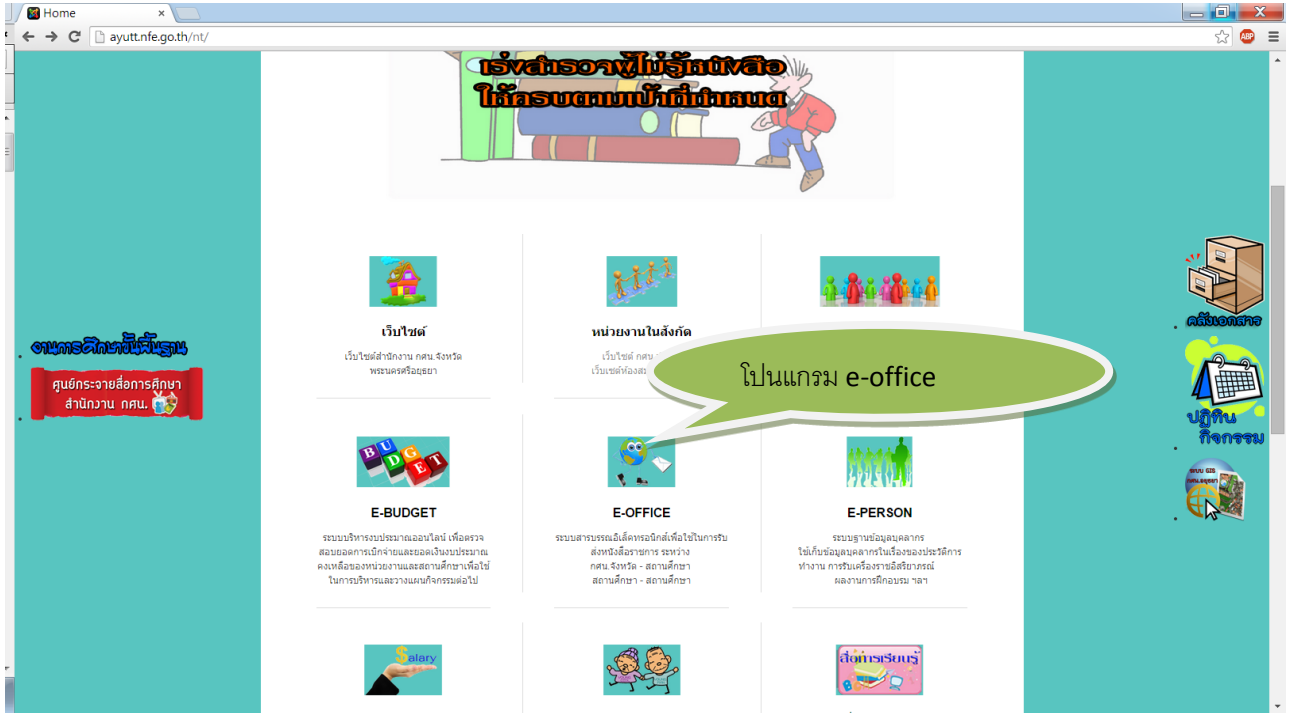 Home
ayutt.nfe.go.th/nt/
ABP
เร่งสำรวจผู้ไม่รู้หนังสือ
ให้ครบตามเป้าที่กำหนด
เว็บไซต์
เว็บไซต์สำนักงาน กศน.จังหวัด
พระนครศรีอยุธยา
หน่วยงานในสังกัด
เว็บไซต์ กศน.
โปนแกรม e-office
งานการศึกษาขั้นพื้นฐาน
ศูนย์กระจายสื่อการศึกษา
สำนักงาน กศน.
คลังเอกสาร
ปฏิทิน
กิจกรรม
ระบบ GIS
กศน.อยุธยา
BUDGET
E-BUDGET
ระบบบริหารงบประมาณออนไลน์ เพื่อตรวจ
สอบยอดการเบิกจ่ายและยอดเงินงบประมาณ
คงเหลือของหน่วยงานและสถานศึกษาเพื่อใช้
ในการบริหารและวางแผนกิจกรรมต่อไป
E-OFFICE
ระบบสารบรรณอิเล็คทรอนิกส์เพื่อใช้ในการรับ
ส่งหนังสือราชการ ระหว่าง
กศน.จังหวัด - สถานศึกษา
สถานศึกษา - สถานศึกษา
E-PERSON
ระบบฐานข้อมูลบุคลากร
ใช้เก็บข้อมูลบุคลากรในเรื่องของประวัติการ
ทำงาน การรับเครื่องราชอิสริยาภรณ์
ผลงานการฝึกอบรม ฯลฯ
$alary
สื่อการเรียนรู้